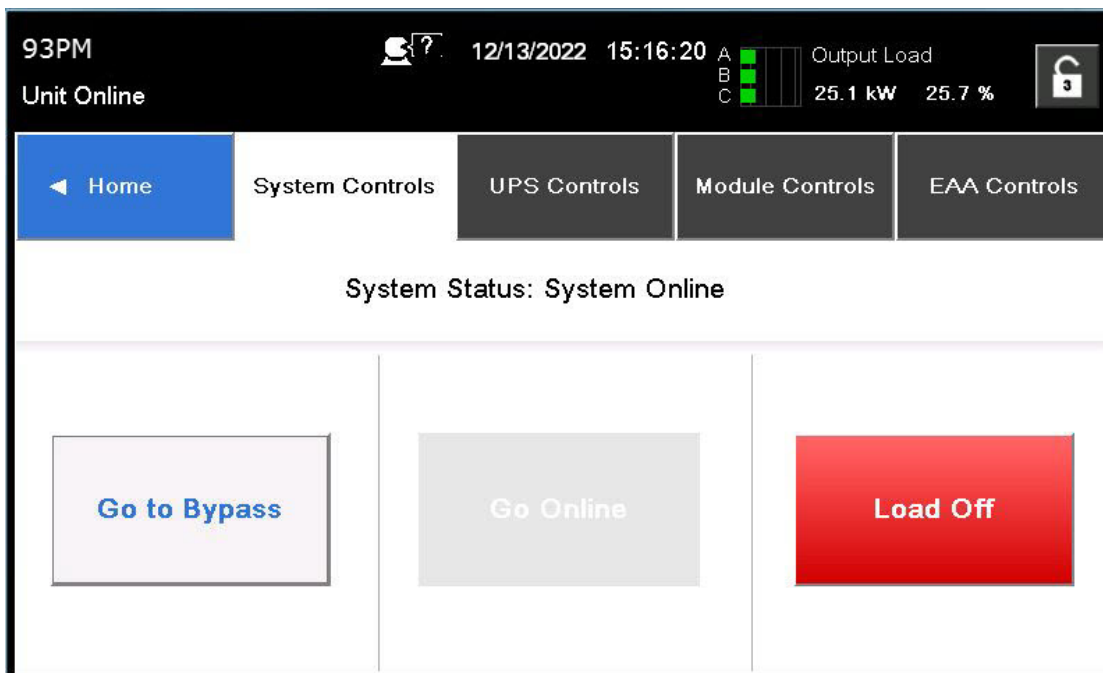 93PM
? 12/13/2022 15:16:20
Unit Online
A
B
C
Output Load
25.1 kW 25.7 %
3
◄ Home
System Controls
UPS Controls
Module Controls
EAA Controls
System Status: System Online
Go to Bypass
Go Online
Load Off